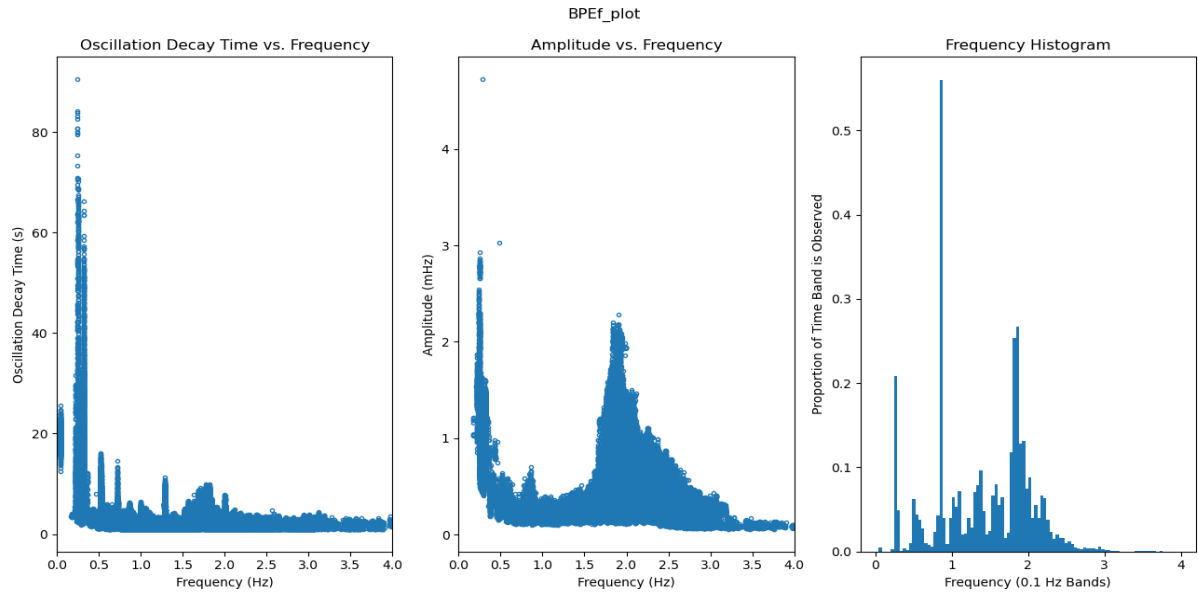 BPEf_plot
Oscillation Decay Time vs. Frequency
Oscillation Decay Time (s)
80
60
40
20
0
0.0 0.5 1.0 1.5 2.0 2.5 3.0 3.5 4.0
Frequency (Hz)
Amplitude vs. Frequency
Amplitude (mHz)
4
3
2
1
0
0.0 0.5 1.0 1.5 2.0 2.5 3.0 3.5 4.0
Frequency (Hz)
Frequency Histogram
Proportion of Time Band is Observed
0.5
0.4
0.3
0.2
0.1
0.0
0 1 2 3 4
Frequency (0.1 Hz Bands)